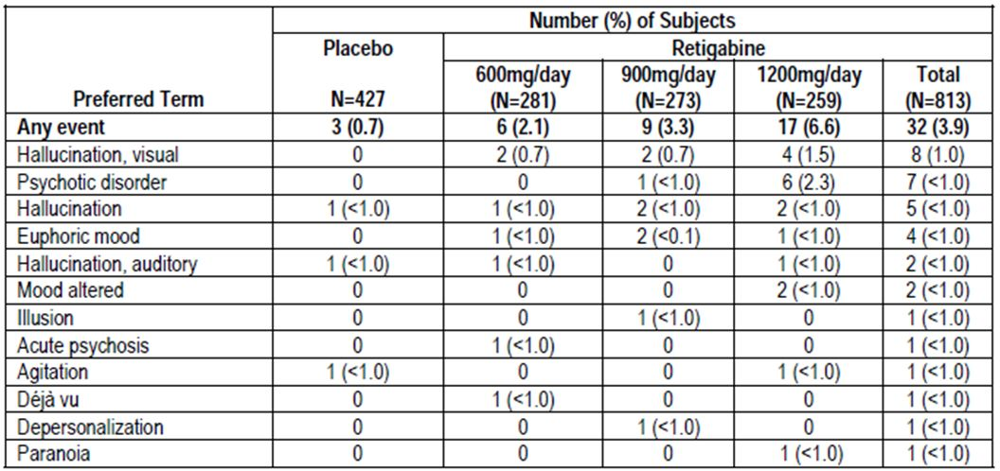 Number (%) of Subjects
Placebo Retigabine
600mg/day 900mg/day 1200mg/day Total
Preferred Term N=427 (N=281) (N=273) (N=259) (N=813)
Any event 3 (0.7) 6 (2.1) 9 (3.3) 17 (6.6) 32 (3.9)
Hallucination, visual 0 2 (0.7) 2 (0.7) 4 (1.5) 8 (1.0)
Psychotic disorder 0 0 1 (<1.0) 6 (2.3) 7 (<1.0)
Hallucination 1 (<1.0) 1 (<1.0) 2 (<1.0) 2 (<1.0) 5 (<1.0)
Euphoric mood 0 1 (<1.0) 2 (<0.1) 1 (<1.0) 4 (<1.0)
Hallucination, auditory 1 (<1.0) 1 (<1.0) 0 1 (<1.0) 2 (<1.0)
Mood altered 0 0 0 2 (<1.0) 2 (<1.0)
Illusion 0 0 1 (<1.0) 0 1 (<1.0)
Acute psychosis 0 1 (<1.0) 0 0 1 (<1.0)
Agitation 1 (<1.0) 0 0 1 (<1.0) 1 (<1.0)
Déjà vu 0 1 (<1.0) 0 0 1 (<1.0)
Depersonalization 0 0 1 (<1.0) 0 1 (<1.0)
Paranoia 0 0 0 1 (<1.0) 1 (<1.0)